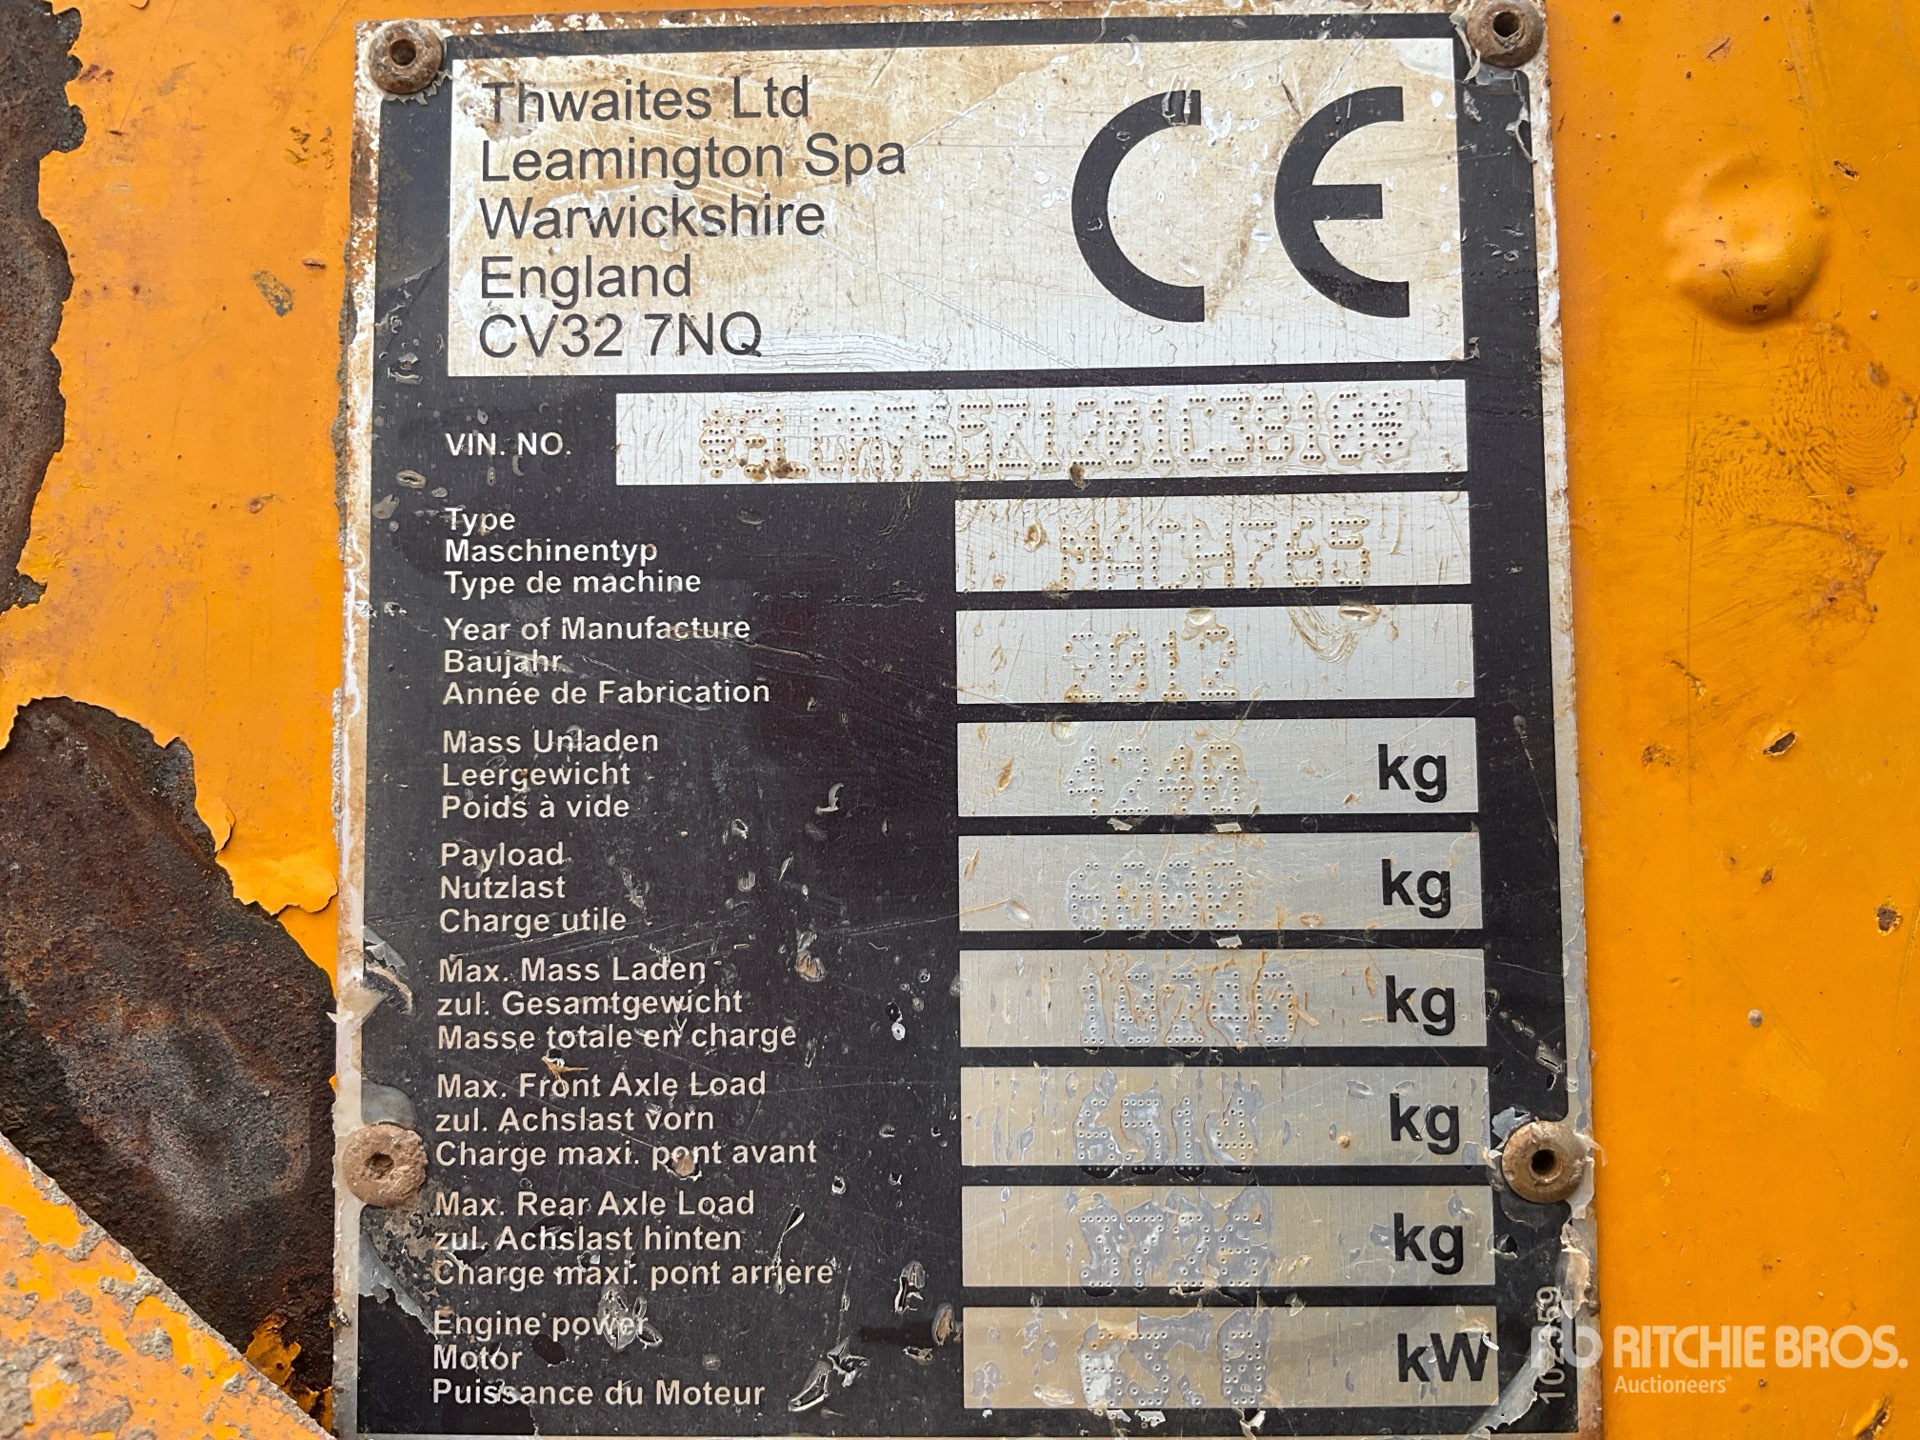 Thwaites Ltd
Leamington Spa
Warwickshire
England
CV32 7NQ
CE
VIN. NO.
Type
Maschinentyp
Type de machine
MACH765
Year of Manufacture
Baujahr
Année de Fabrication
2012
Mass Unladen
Leergewicht
Poids à vide
4240 kg
Payload
Nutzlast
Charge utile
6000 kg
Max. Mass Laden
zul. Gesamtgewicht
Masse totale en charge
10240 kg
Max. Front Axle Load
zul. Achslast vorn
Charge maxi. pont avant
kg
Max. Rear Axle Load
zul. Achslast hinten
Charge maxi. pont arriere
kg
Engine power
Motor
Puissance du Moteur
kW
RITCHIE BROS.
Auctioneers